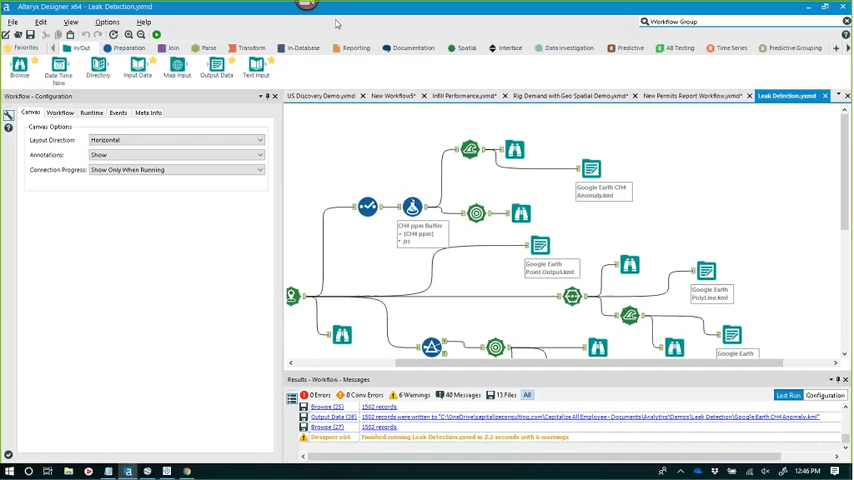 Alteryx Designer x64 - Leak Detection.yxmd
File Edit View Options Help
Workflow Group
Favorites In/Out Preparation Join Parse Transform In-Database Reporting Documentation Spatial Interface Data Investigation Predictive AB Testing Time Series Predictive Grouping
Browse Date Time Now Directory Input Data Map Input Output Data Text Input
Workflow - Configuration
US Discovery Demo.yxmd New Workflow5* Infill Performance.yxmd* Rig Demand with Geo Spatial Demo.yxmd* New Permits Report Workflow.yxmd* Leak Detection.yxmd
Canvas Workflow Runtime Events Meta Info
Canvas Options
Layout Direction: Horizontal
Annotations: Show
Connection Progress: Show Only When Running
Google Earth CH4
Anomaly.kml
CH4 ppm Buffer
= [CH4 ppm]
* .01
Google Earth
Point Output.kml
Google Earth
PolyLine.kml
Google Earth
Results - Workflow - Messages
0 Errors 0 Conv Errors 6 Warnings 40 Messages 13 Files All
Last Run Configuration
Browse (25) 1502 records
Output Data (28) 1502 records were written to "C:\OneDrive\capitalizeconsulting.com\Capitalize All Employee - Documents\Analytics\Demos\Leak Detection\Google Earth CH4 Anomaly.kml"
Browse (27) 1502 records
Designer x64 Finished running Leak Detection.yxmd in 2.2 seconds with 6 warnings
12:46 PM